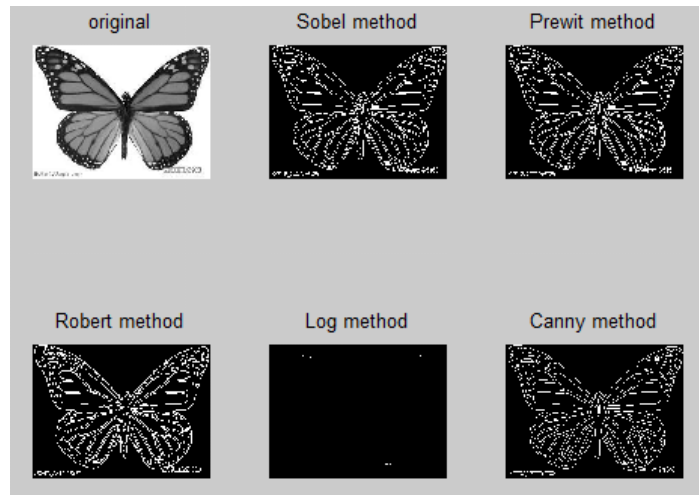 original
Sobel method
Prewit method
Robert method
Log method
Canny method